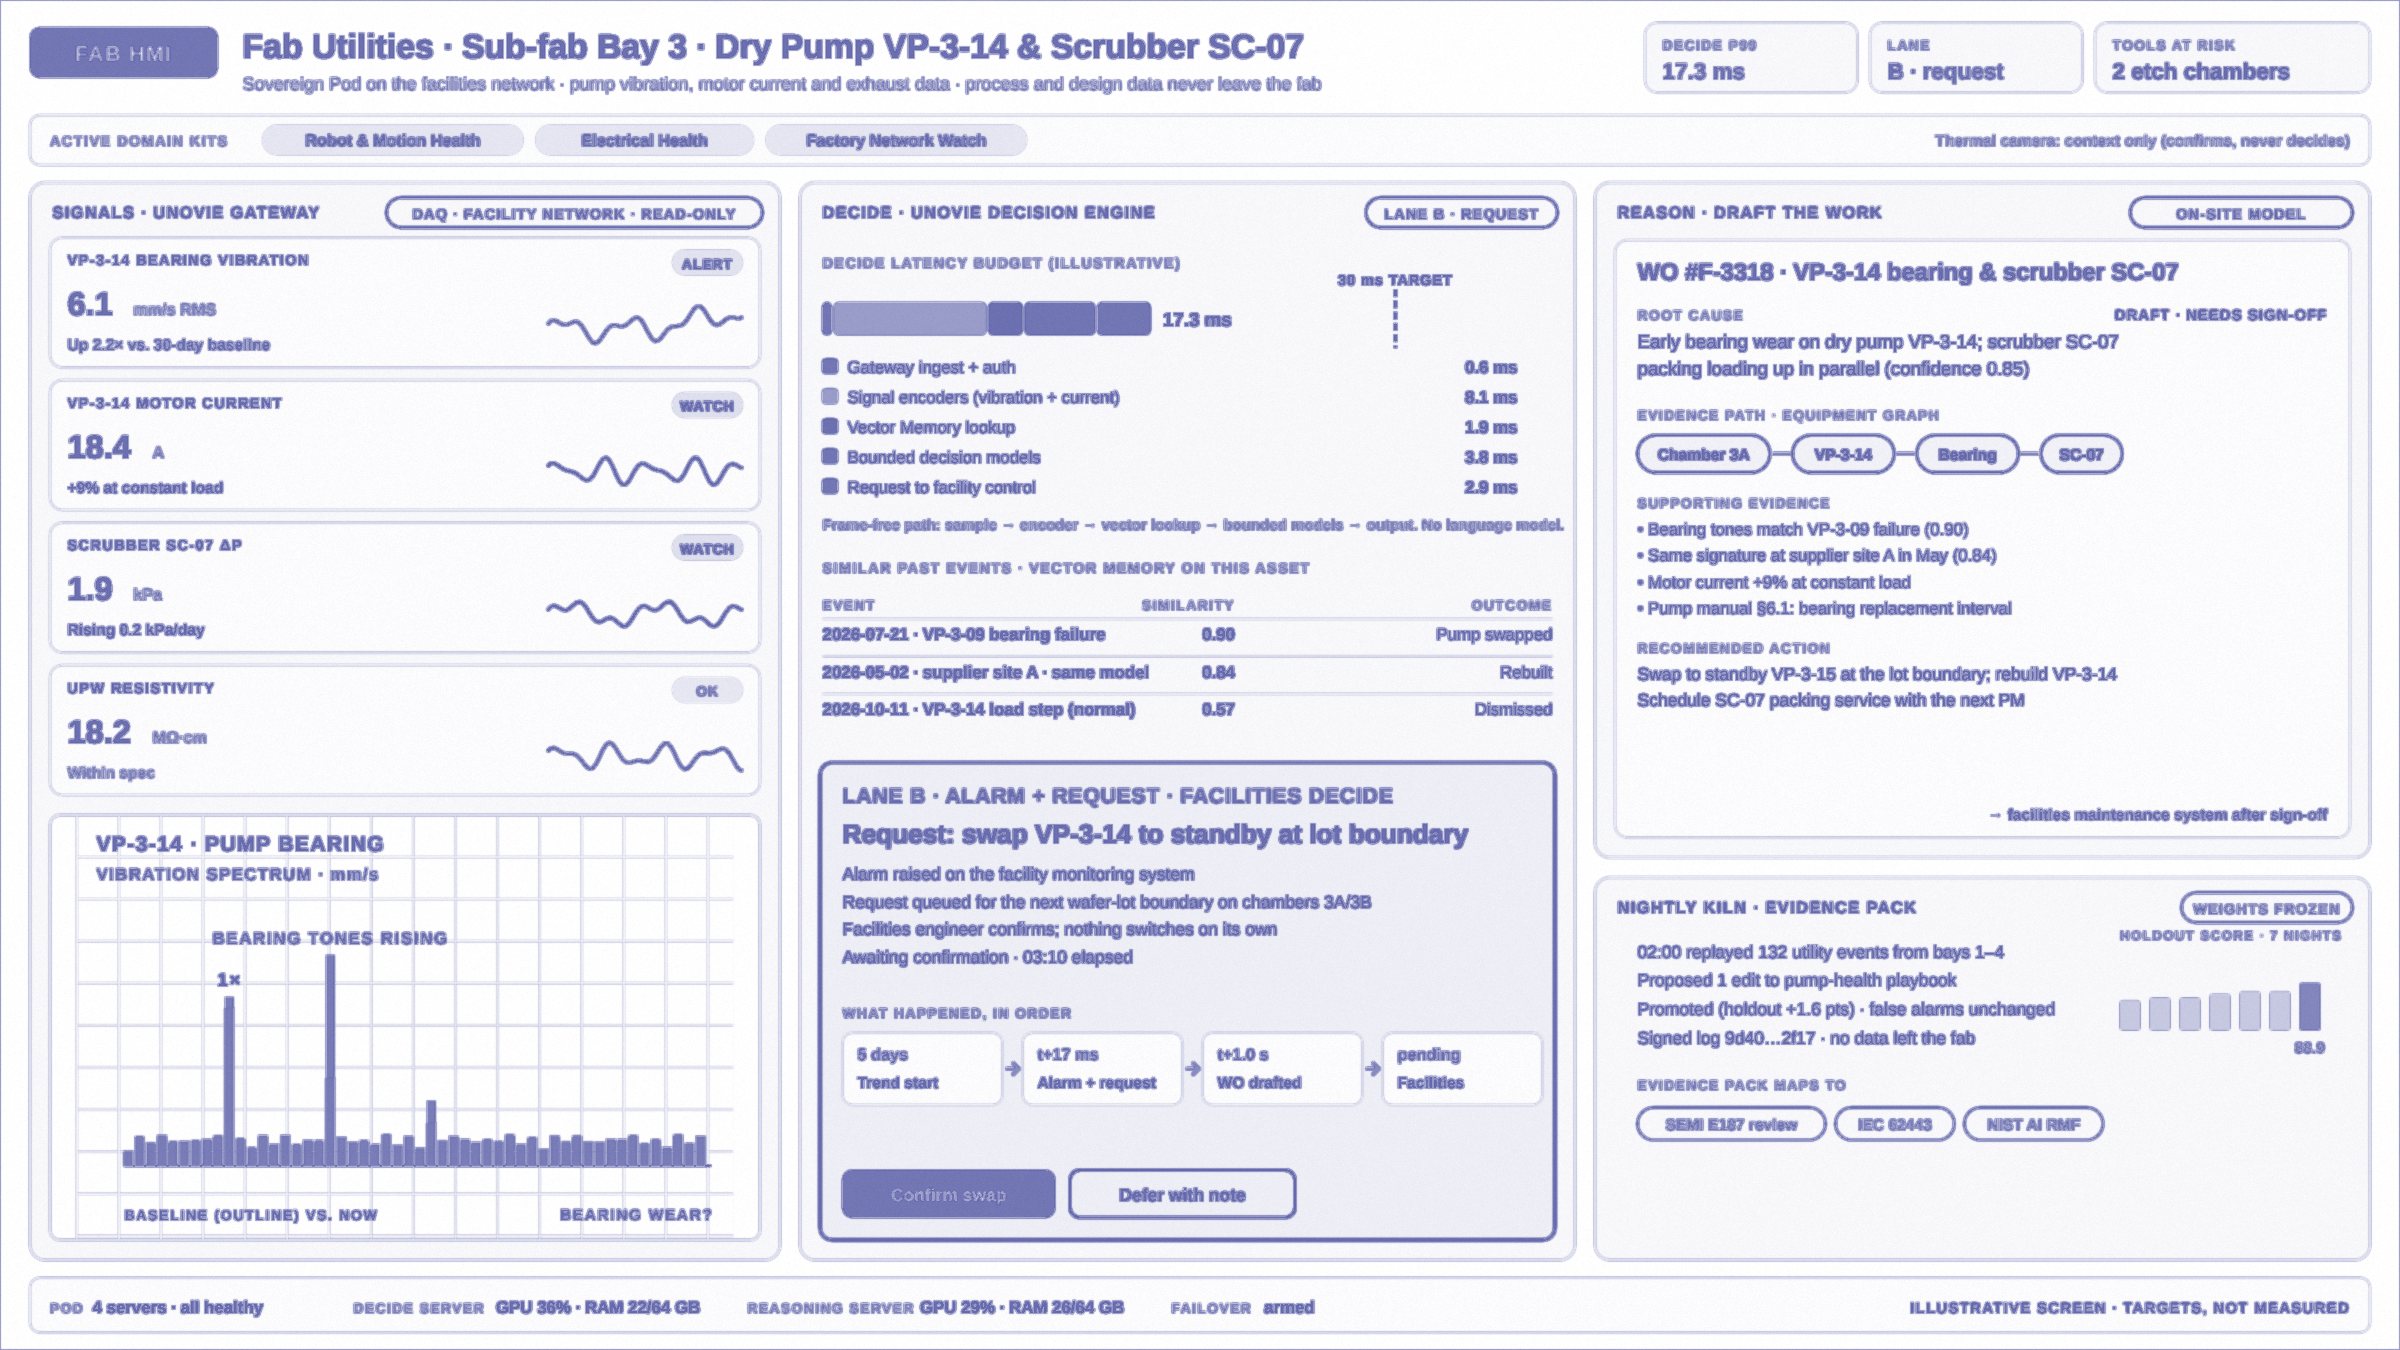 FAB HMI
Fab Utilities · Sub-fab Bay 3 · Dry Pump VP-3-14 & Scrubber SC-07
Sovereign Pod on the facilities network · pump vibration, motor current and exhaust data · process and design data never leave the fab
DECIDE P99
17.3 ms
LANE
B · request
TOOLS AT RISK
2 etch chambers
ACTIVE DOMAIN KITS
Robot & Motion Health
Electrical Health
Factory Network Watch
Thermal camera: context only (confirms, never decides)
SIGNALS · UNOVIE GATEWAY
DAQ · FACILITY NETWORK · READ-ONLY
VP-3-14 BEARING VIBRATION
ALERT
6.1 mm/s RMS
Up 2.2× vs. 30-day baseline
VP-3-14 MOTOR CURRENT
WATCH
18.4 A
+9% at constant load
SCRUBBER SC-07 ΔP
WATCH
1.9 kPa
Rising 0.2 kPa/day
UPW RESISTIVITY
OK
18.2 MΩ·cm
Within spec
VP-3-14 · PUMP BEARING
VIBRATION SPECTRUM · mm/s
BEARING TONES RISING
1×
BASELINE (OUTLINE) VS. NOW
BEARING WEAR?
DECIDE · UNOVIE DECISION ENGINE
LANE B · REQUEST
DECIDE LATENCY BUDGET (ILLUSTRATIVE)
30 ms TARGET
17.3 ms
Gateway ingest + auth 0.6 ms
Signal encoders (vibration + current) 8.1 ms
Vector Memory lookup 1.9 ms
Bounded decision models 3.8 ms
Request to facility control 2.9 ms
Frame-free path: sample → encoder → vector lookup → bounded models → output. No language model.
SIMILAR PAST EVENTS · VECTOR MEMORY ON THIS ASSET
EVENT SIMILARITY OUTCOME
2026-07-21 · VP-3-09 bearing failure 0.90 Pump swapped
2026-05-02 · supplier site A · same model 0.84 Rebuilt
2026-10-11 · VP-3-14 load step (normal) 0.57 Dismissed
LANE B · ALARM + REQUEST · FACILITIES DECIDE
Request: swap VP-3-14 to standby at lot boundary
Alarm raised on the facility monitoring system
Request queued for the next wafer-lot boundary on chambers 3A/3B
Facilities engineer confirms; nothing switches on its own
Awaiting confirmation · 03:10 elapsed
WHAT HAPPENED, IN ORDER
5 days
Trend start
→
t+17 ms
Alarm + request
→
t+1.0 s
WO drafted
→
pending
Facilities
Confirm swap
Defer with note
REASON · DRAFT THE WORK
ON-SITE MODEL
WO #F-3318 · VP-3-14 bearing & scrubber SC-07
ROOT CAUSE
DRAFT · NEEDS SIGN-OFF
Early bearing wear on dry pump VP-3-14; scrubber SC-07
packing loading up in parallel (confidence 0.85)
EVIDENCE PATH · EQUIPMENT GRAPH
Chamber 3A
VP-3-14
Bearing
SC-07
SUPPORTING EVIDENCE
• Bearing tones match VP-3-09 failure (0.90)
• Same signature at supplier site A in May (0.84)
• Motor current +9% at constant load
• Pump manual §6.1: bearing replacement interval
RECOMMENDED ACTION
Swap to standby VP-3-15 at the lot boundary; rebuild VP-3-14
Schedule SC-07 packing service with the next PM
→ facilities maintenance system after sign-off
NIGHTLY KILN · EVIDENCE PACK
WEIGHTS FROZEN
HOLDOUT SCORE · 7 NIGHTS
02:00 replayed 132 utility events from bays 1–4
Proposed 1 edit to pump-health playbook
Promoted (holdout +1.6 pts) · false alarms unchanged
Signed log 9d40…2f17 · no data left the fab
88.9
EVIDENCE PACK MAPS TO
SEMI E187 review
IEC 62443
NIST AI RMF
POD 4 servers · all healthy
DECIDE SERVER GPU 36% · RAM 22/64 GB
REASONING SERVER GPU 29% · RAM 26/64 GB
FAILOVER armed
ILLUSTRATIVE SCREEN · TARGETS, NOT MEASURED